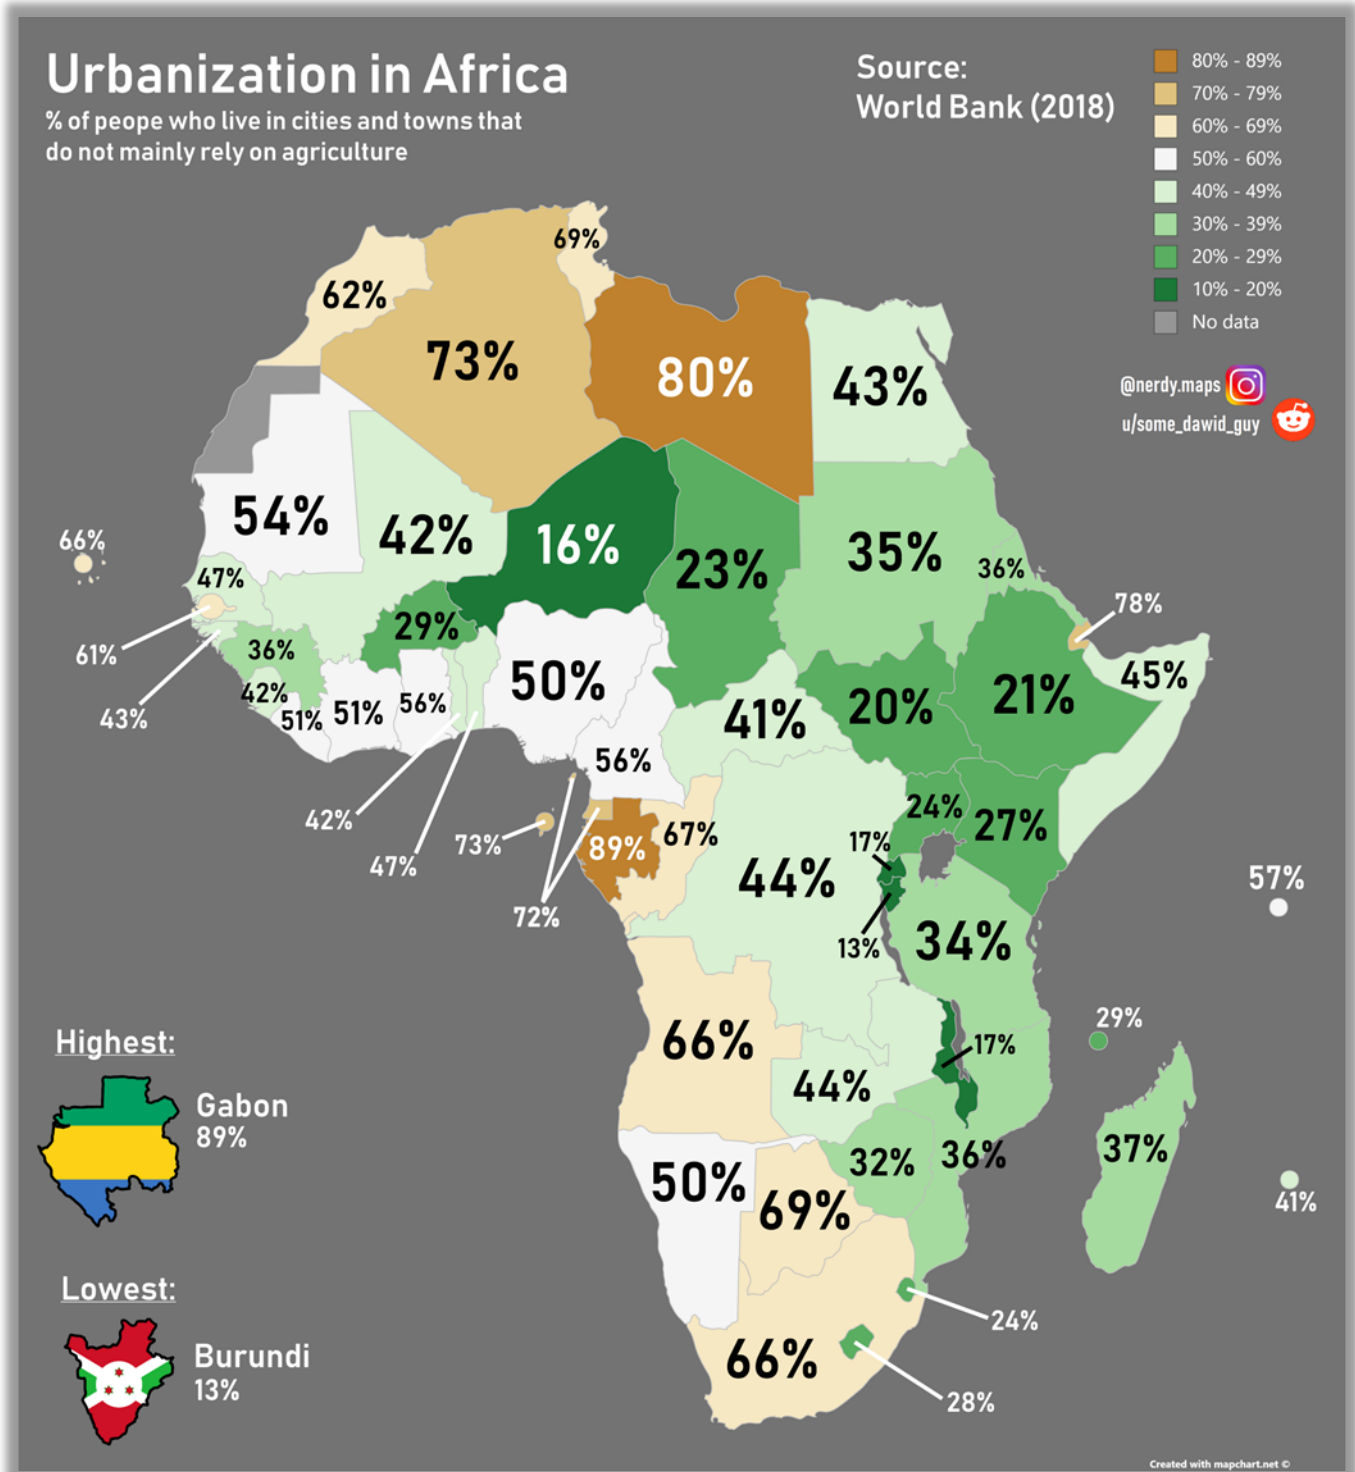 Urbanization in Africa
% of peope who live in cities and towns that
do not mainly rely on agriculture
Source:
World Bank (2018)
80% - 89%
70% - 79%
60% - 69%
50% - 60%
40% - 49%
30% - 39%
20% - 29%
10% - 20%
No data
@nerdy.maps
u/some_dawid_guy
69%
62%
73%
80%
43%
54%
42%
16%
23%
35%
36%
66%
47%
61%
43%
36%
42%
51%
51%
56%
29%
50%
78%
45%
21%
20%
41%
56%
42%
47%
73%
72%
89%
67%
44%
24%
27%
17%
13%
34%
57%
29%
66%
44%
17%
36%
37%
41%
50%
69%
32%
66%
24%
28%
Highest:
Gabon
89%
Lowest:
Burundi
13%
Created with mapchart.net ©